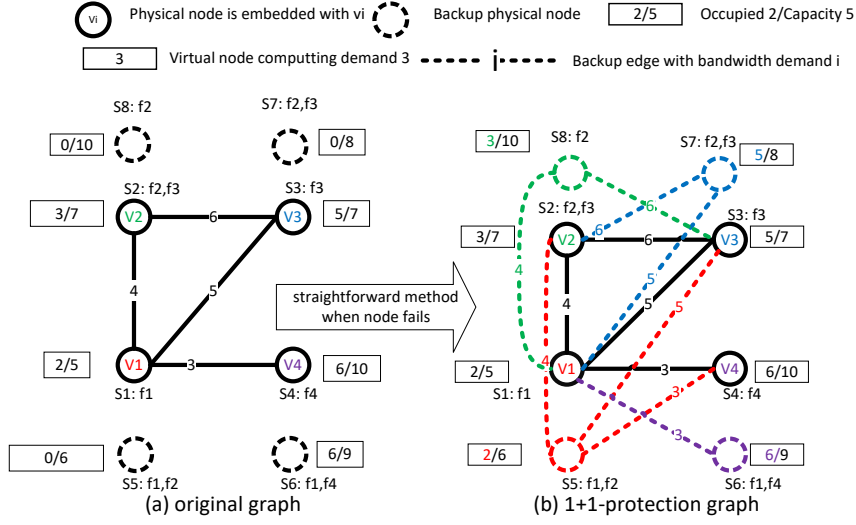 Vi Physical node is embedded with vi
Backup physical node
2/5 Occupied 2/Capacity 5
3 Virtual node computting demand 3
i Backup edge with bandwidth demand i
S8: f2
S7: f2,f3
0/10
0/8
S2: f2,f3
S3: f3
3/7
V2
6
V3
5/7
4
5
2/5
V1
3
V4
6/10
S1: f1
S4: f4
0/6
6/9
S5: f1,f2
S6: f1,f4
(a) original graph
straightforward method
when node fails
S8: f2
S7: f2,f3
3/10
5/8
S2: f2,f3
6
S3: f3
3/7
V2
6
6
V3
5/7
4
4
5
5
5
2/5
4
V1
3
V4
6/10
S1: f1
3
S4: f4
3
2/6
6/9
S5: f1,f2
S6: f1,f4
(b) 1+1-protection graph